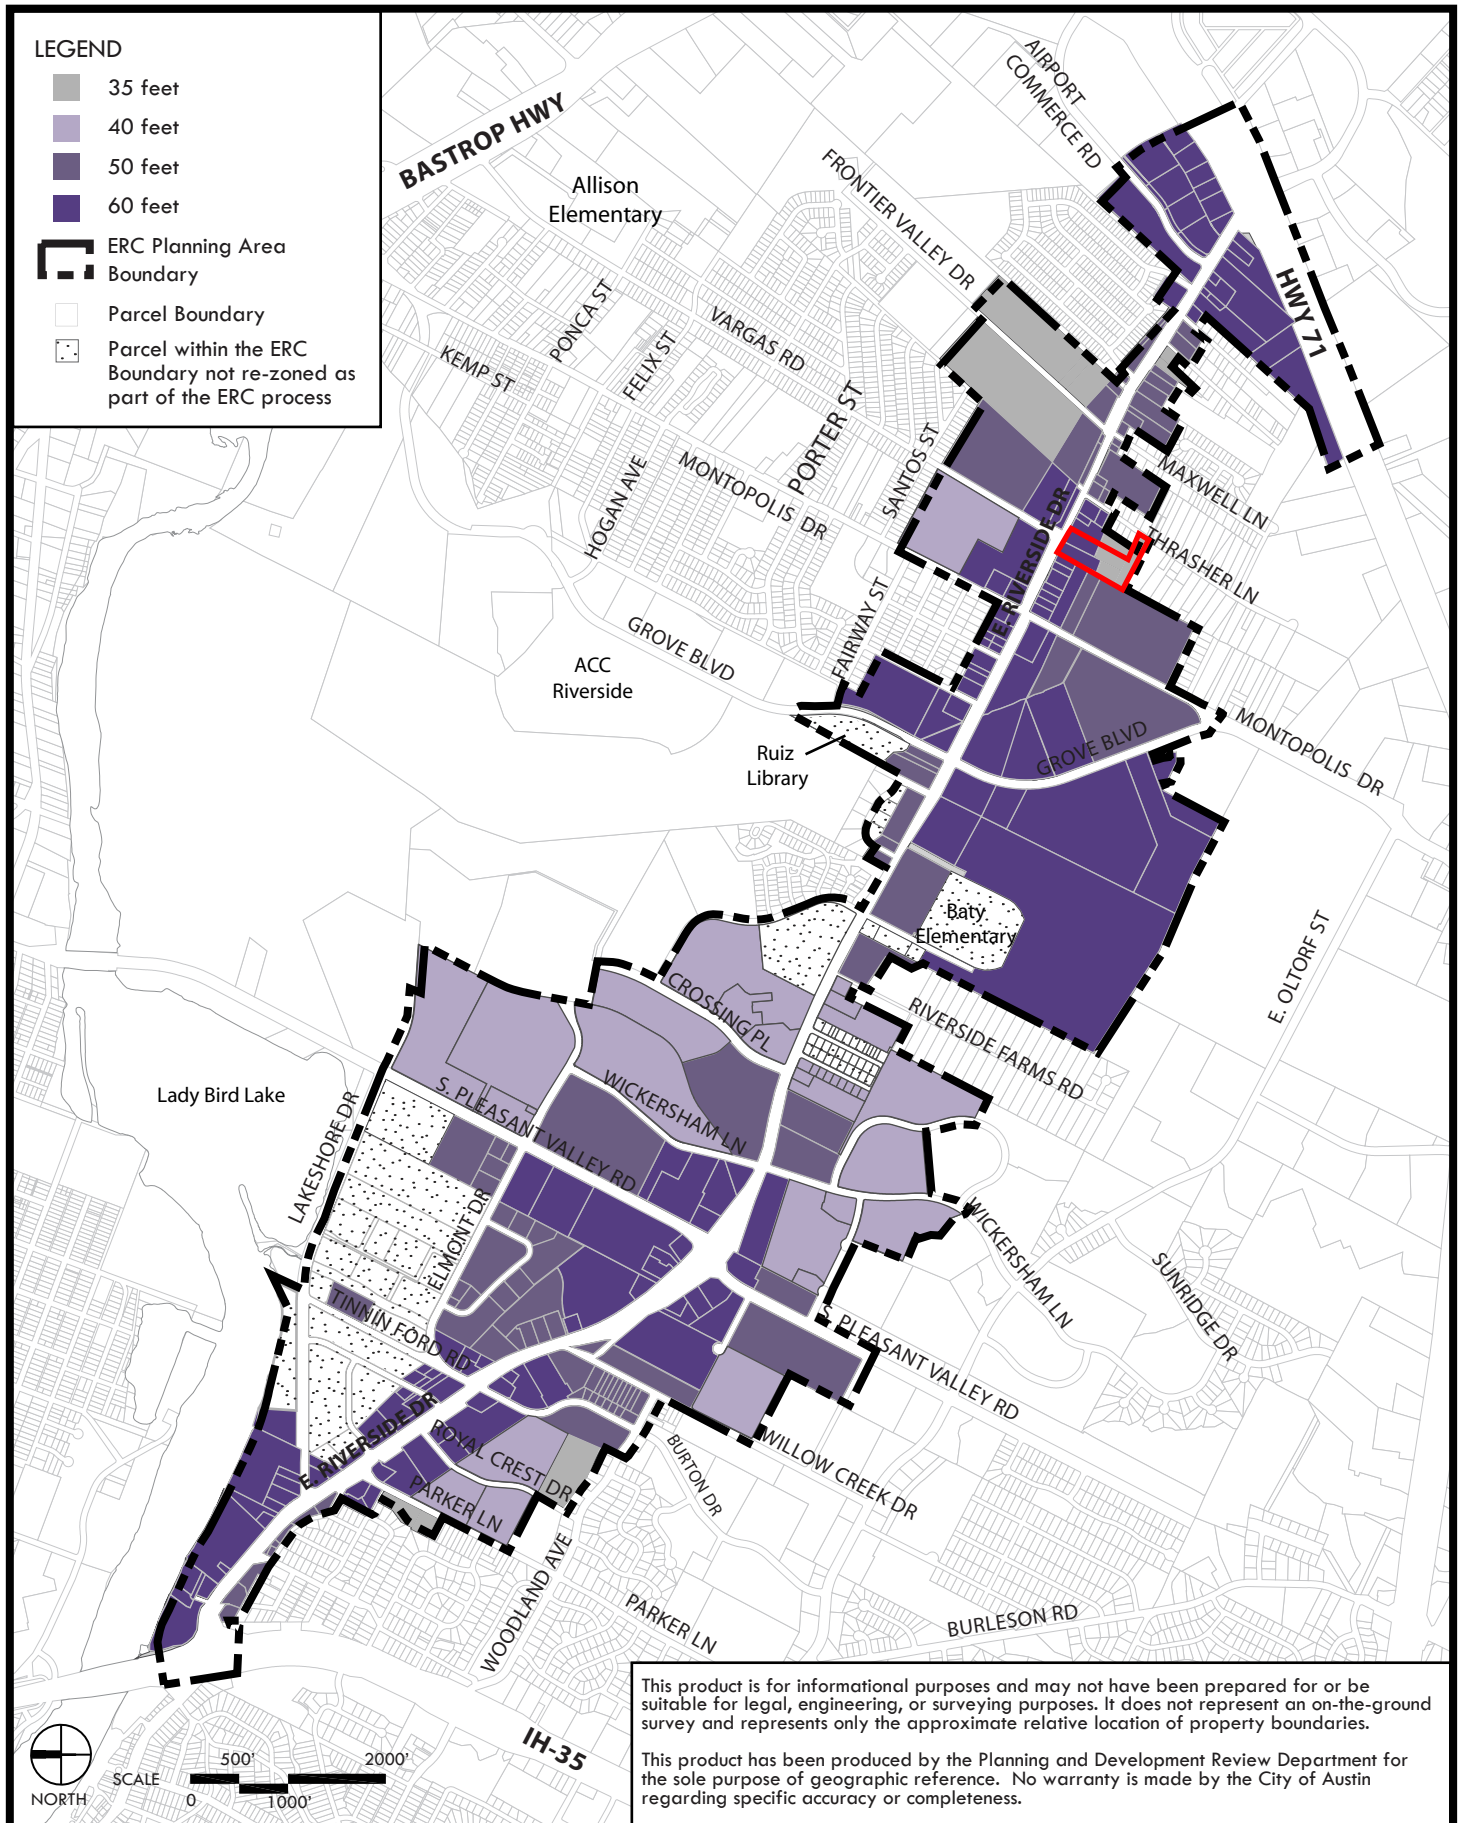 LEGEND
35 feet
40 feet
50 feet
60 feet
ERC Planning Area
Boundary
Parcel Boundary
Parcel within the ERC
Boundary not re-zoned as
part of the ERC process
BASTROP HWY
Allison
Elementary
AIRPORT
COMMERCE RD
FRONTIER VALLEY DR
HWY 71
PONCA ST
VARGAS RD
FELIX ST
KEMP ST
PORTER ST
SANTOS ST
MONTOPOLIS DR
HOGAN AVE
MAXWELL LN
THRASHER LN
E. RIVERSIDE DR
FAIRWAY ST
GROVE BLVD
ACC
Riverside
Ruiz
Library
GROVE BLVD
MONTOPOLIS DR
Baty
Elementary
E. OLTORF ST
CROSSING PL
RIVERSIDE FARMS RD
Lady Bird Lake
LAKESHORE DR
S. PLEASANT VALLEY RD
WICKERSHAM LN
ELMONT DR
WICKERSHAM LN
SUNRIDGE DR
TINNIN FORD RD
S. PLEASANT VALLEY RD
E. RIVERSIDE DR
ROYAL CREST DR
PARKER LN
BURTON DR
WILLOW CREEK DR
WOODLAND AVE
PARKER LN
BURLESON RD
IH-35
NORTH
SCALE
500'
2000'
0
1000'
This product is for informational purposes and may not have been prepared for or be
suitable for legal, engineering, or surveying purposes. It does not represent an on-the-ground
survey and represents only the approximate relative location of property boundaries.
This product has been produced by the Planning and Development Review Department for
the sole purpose of geographic reference. No warranty is made by the City of Austin
regarding specific accuracy or completeness.